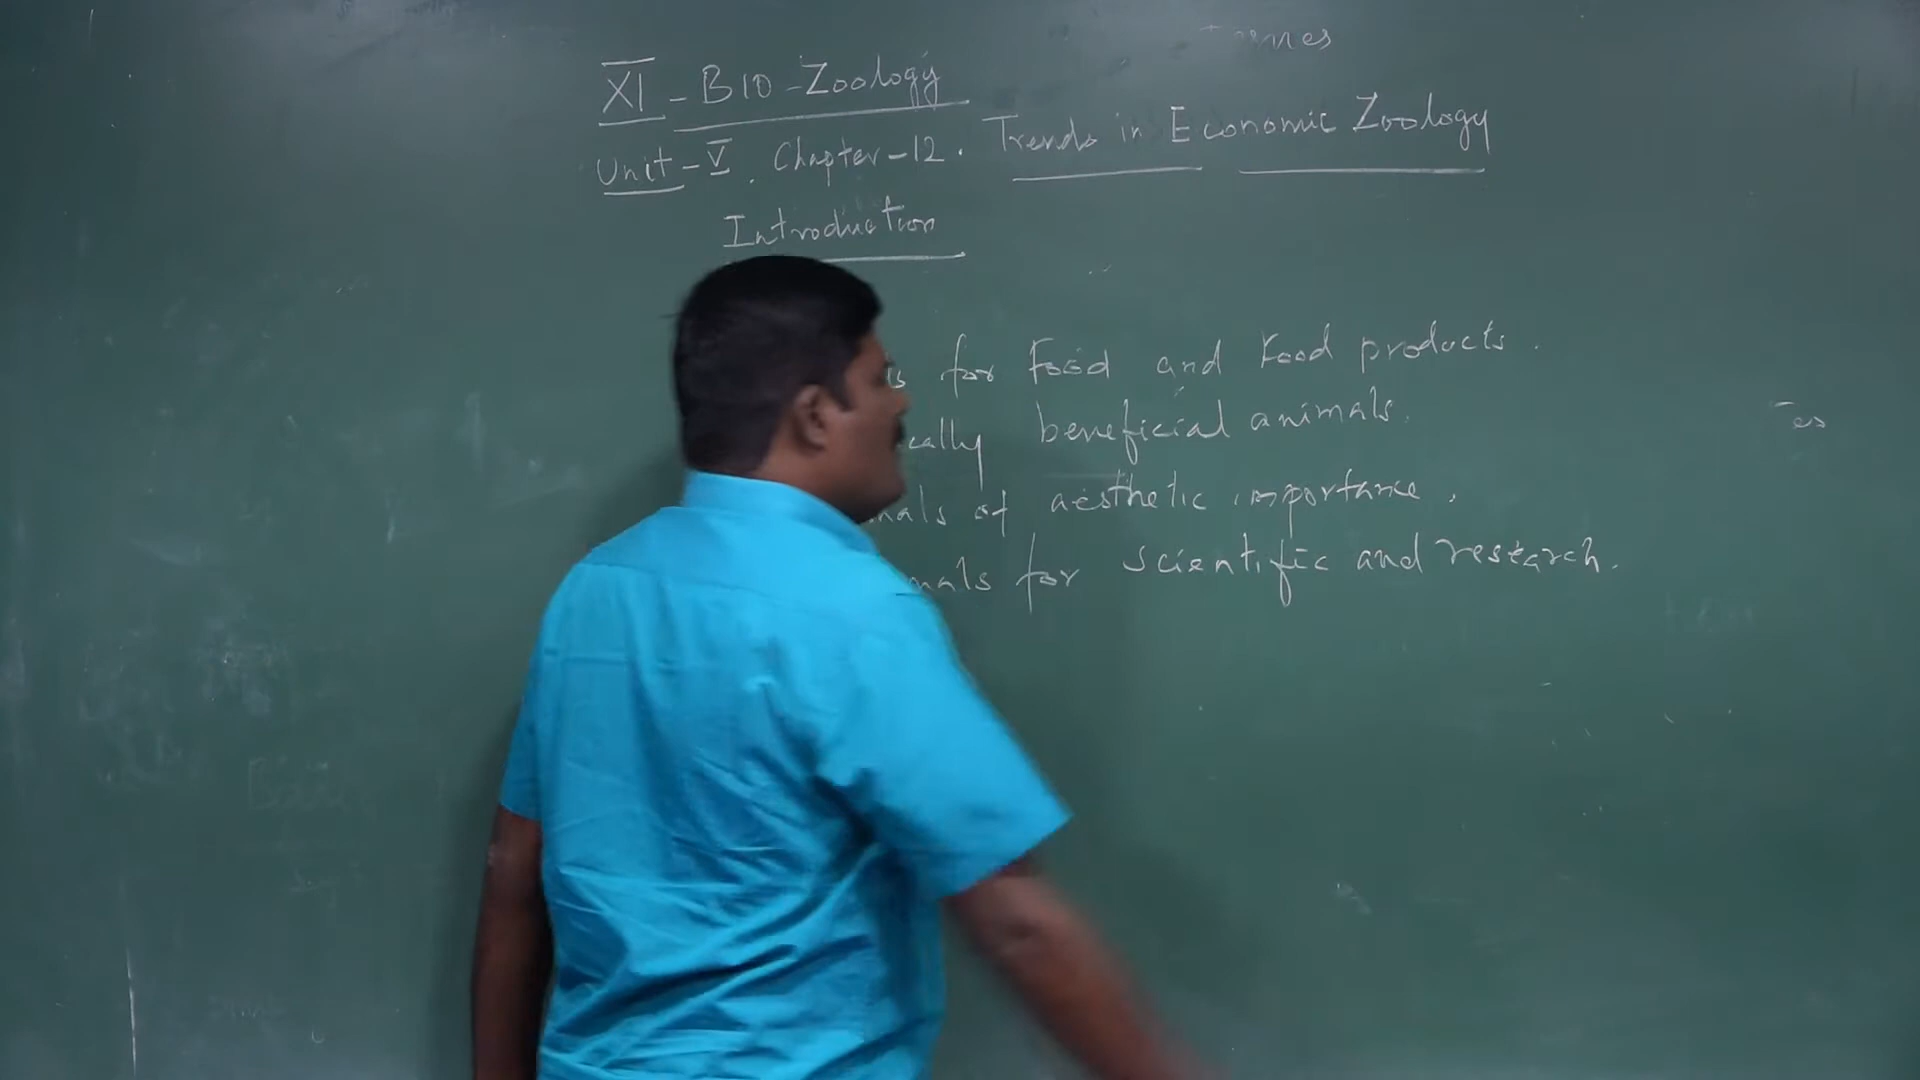 XI - BIO - Zoology
Unit - V. Chapter - 12. Trends in Economic Zoology
Introduction
for Food and Food products.
cally beneficial animals.
mals of aesthetic importance.
mals for scientific and research.